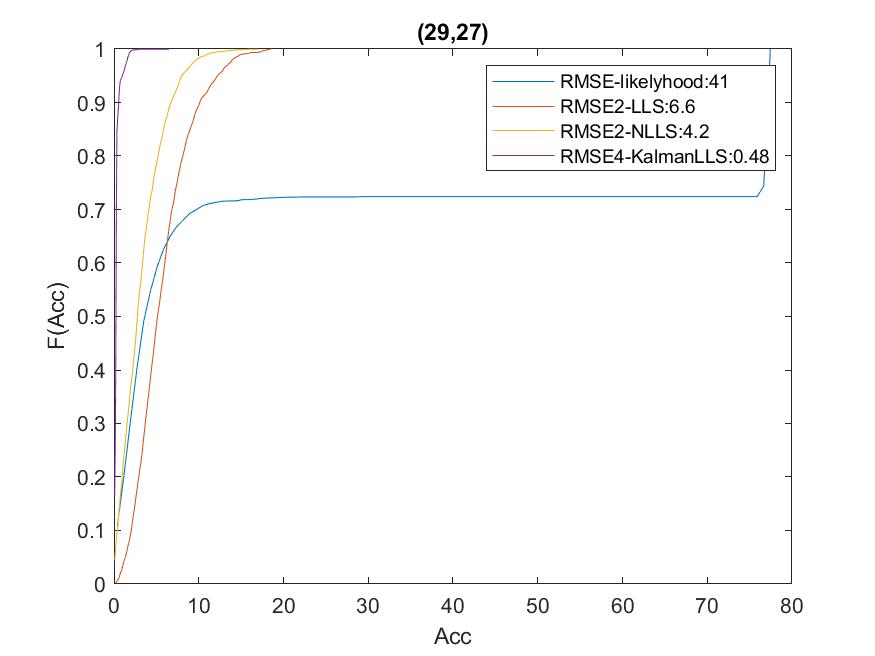 (29,27)
RMSE-likelyhood:41
RMSE2-LLS:6.6
RMSE2-NLLS:4.2
RMSE4-KalmanLLS:0.48
F(Acc)
1
0.9
0.8
0.7
0.6
0.5
0.4
0.3
0.2
0.1
0
0 10 20 30 40 50 60 70 80
Acc